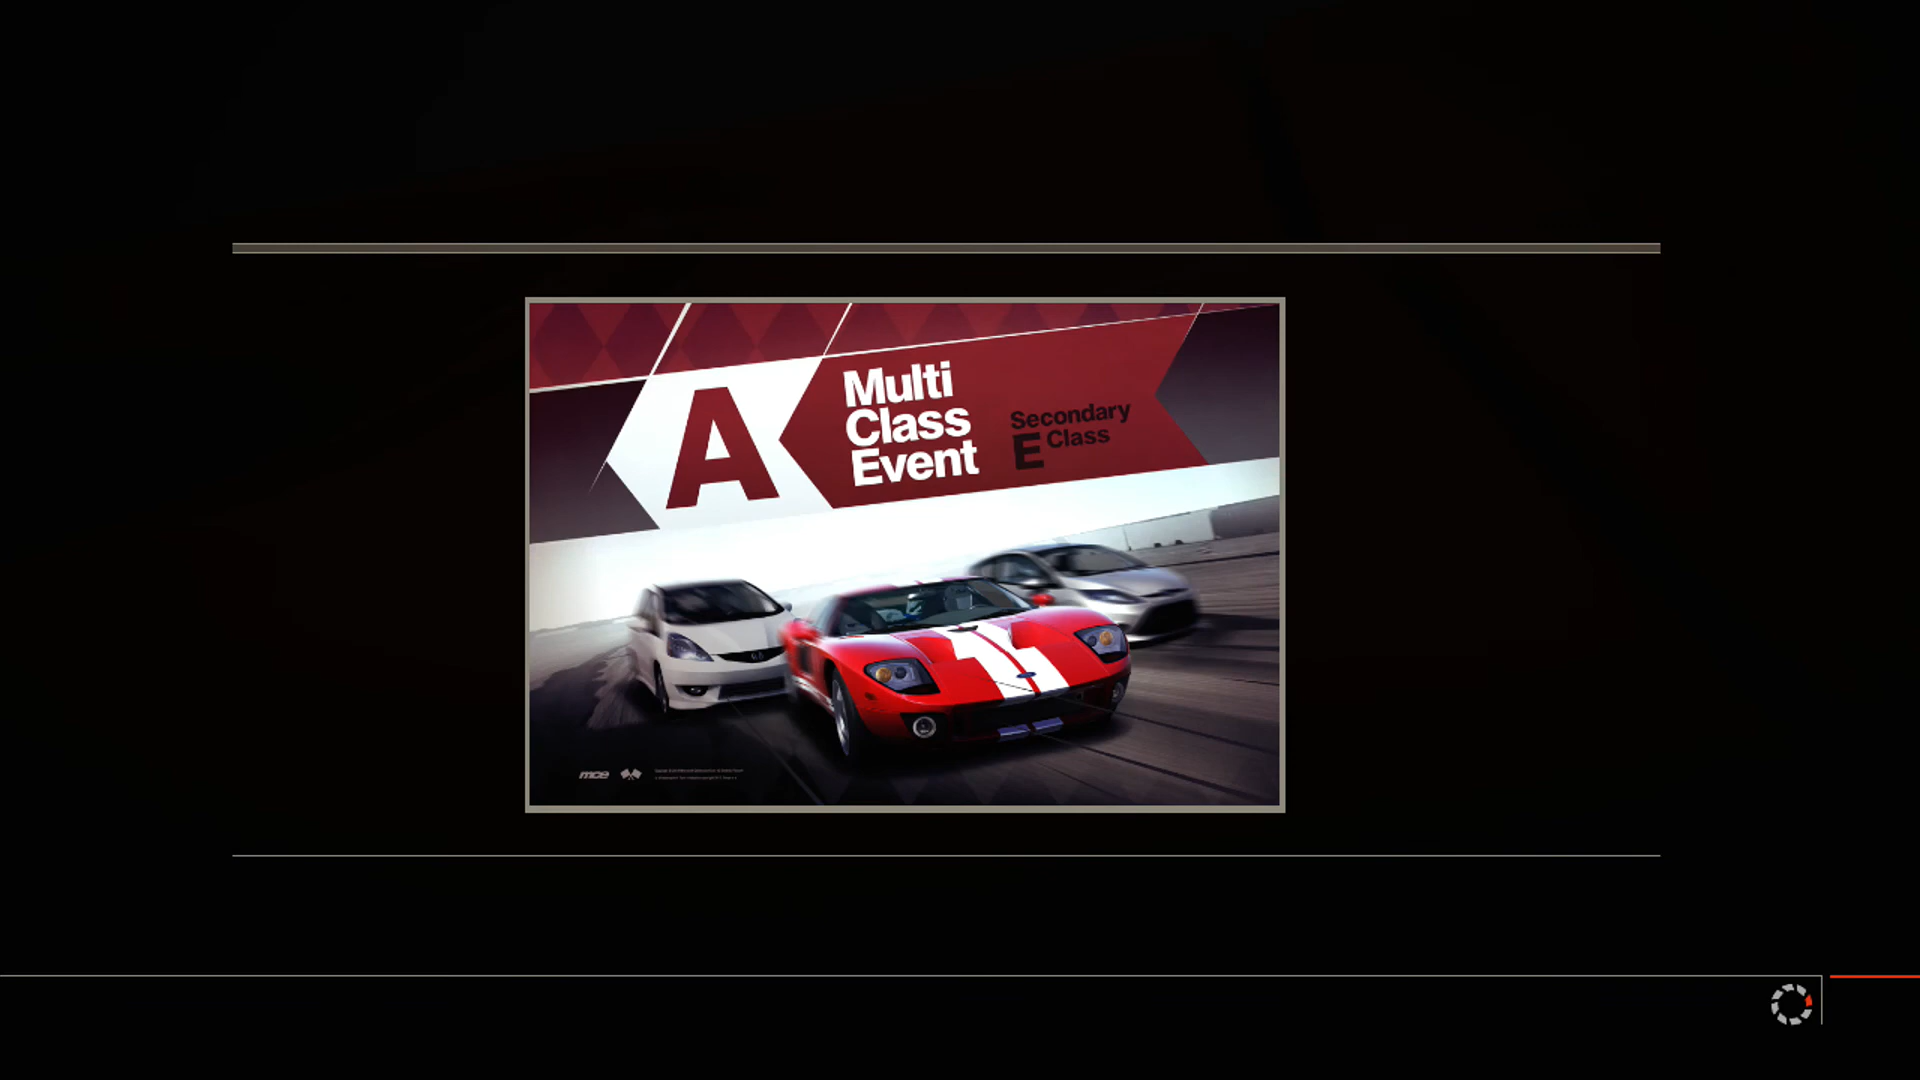 A
Multi
Class
Event
Secondary
E Class
mce